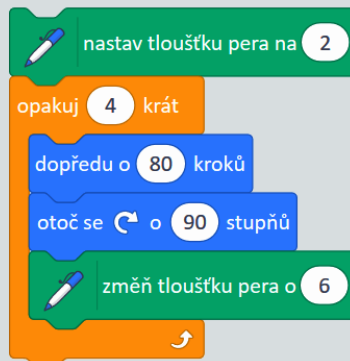 nastav tloušťku pera na 2
opakuj 4 krát
dopředu o 80 kroků
otoč se o 90 stupňů
změň tloušťku pera o 6